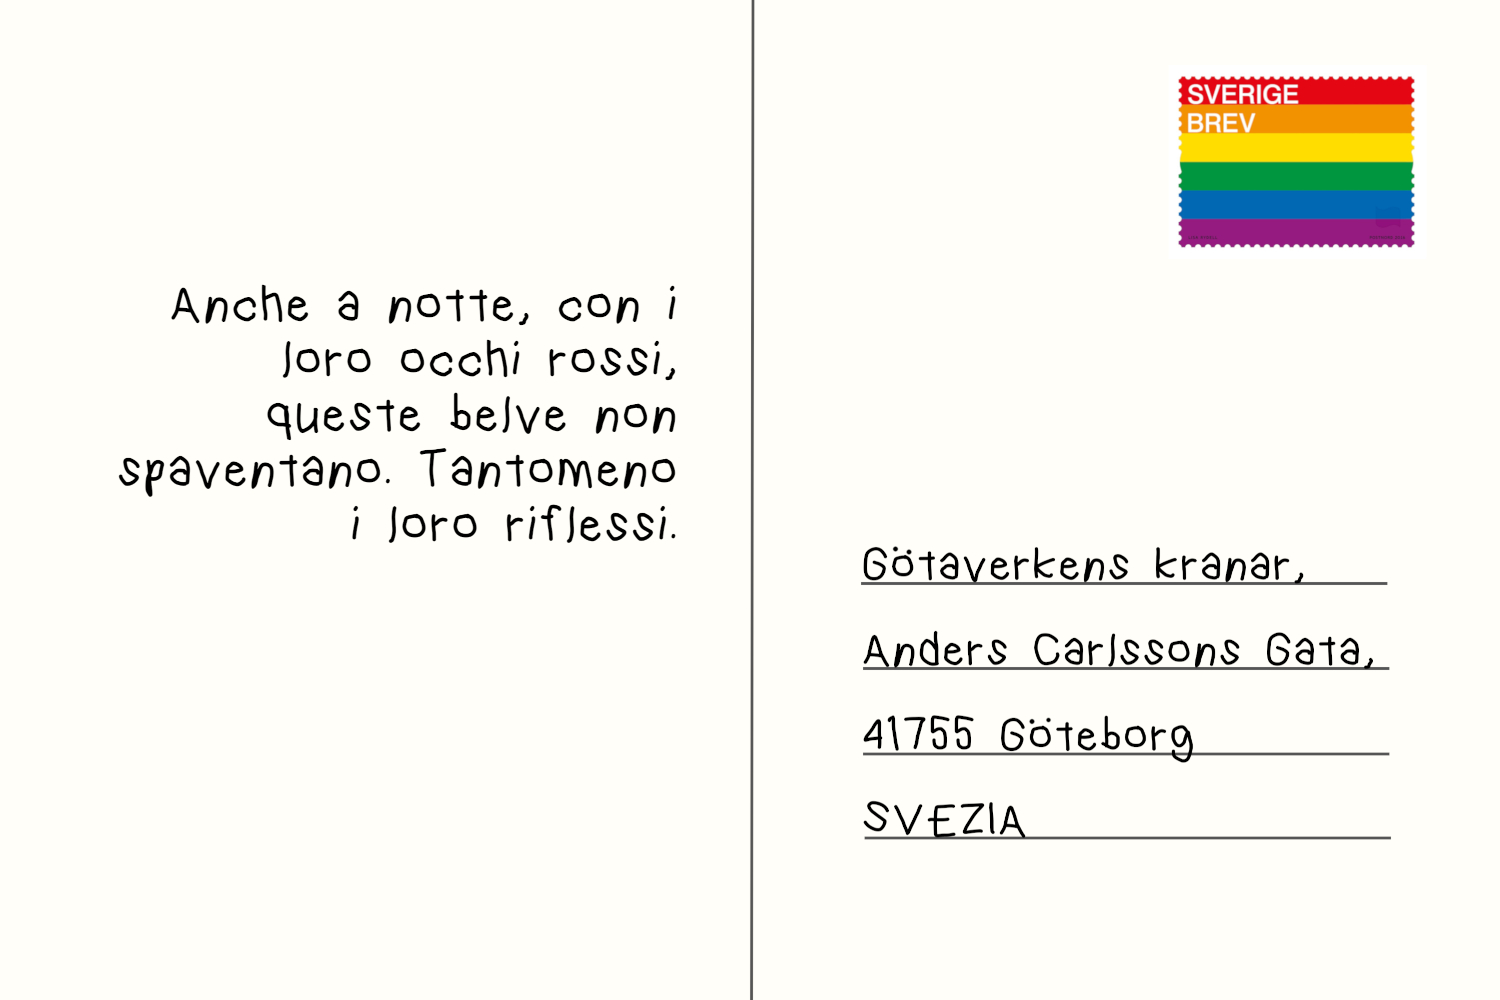 Anche a notte, con i
loro occhi rossi,
queste belve non
spaventano. Tantomeno
i loro riflessi.
SVERIGE
BREV
Götaverkens kranar,
Anders Carlssons Gata,
41755 Göteborg
SVEZIA